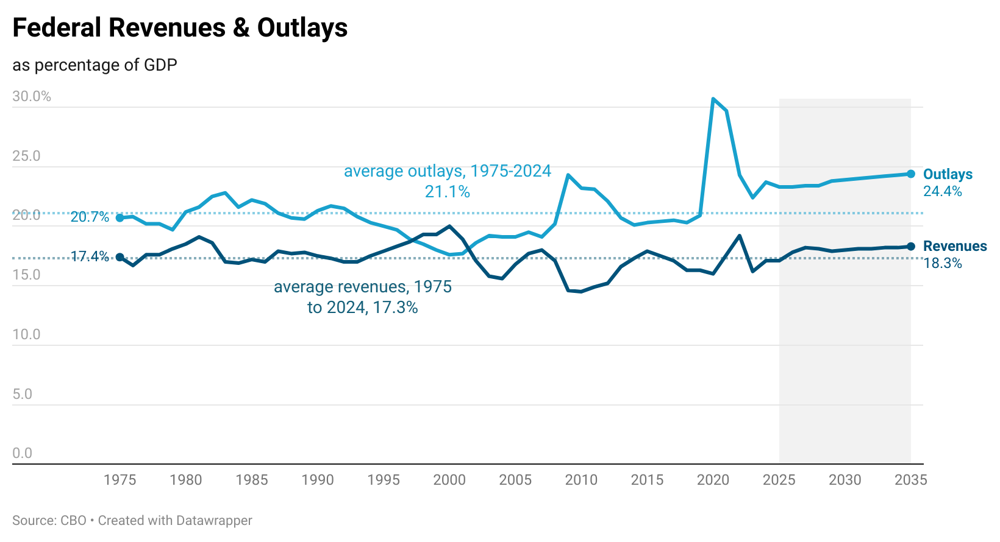 Federal Revenues & Outlays
as percentage of GDP
30.0%
25.0
average outlays, 1975-2024
21.1%
Outlays
24.4%
20.0
20.7%
17.4%
Revenues
18.3%
15.0
average revenues, 1975
to 2024, 17.3%
10.0
5.0
0.0
1975 1980 1985 1990 1995 2000 2005 2010 2015 2020 2025 2030 2035
Source: CBO • Created with Datawrapper